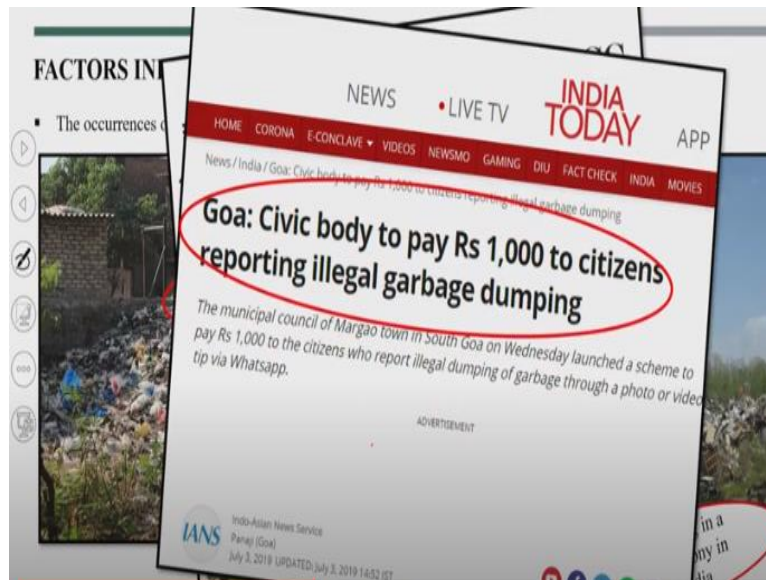 FACTORS IN
The occurrences
NEWS
• LIVE TV
INDIA
TODAY
APP
HOME CORONA E-CONCLAVE VIDEOS NEWSMO GAMING DIU FACT CHECK INDIA MOVIES
News / India / Goa: Civic body to pay Rs 1,000 to citizens reporting illegal garbage dumping
Goa: Civic body to pay Rs 1,000 to citizens
reporting illegal garbage dumping
The municipal council of Margao town in South Goa on Wednesday launched a scheme to
pay Rs 1,000 to the citizens who report illegal dumping of garbage through a photo or video
tip via Whatsapp.
ADVERTISEMENT
IANS
Indo-Asian News Service
Panaji (Goa)
July 3, 2019 UPDATED: July 3, 2019 14:52 IST
in a
ny in